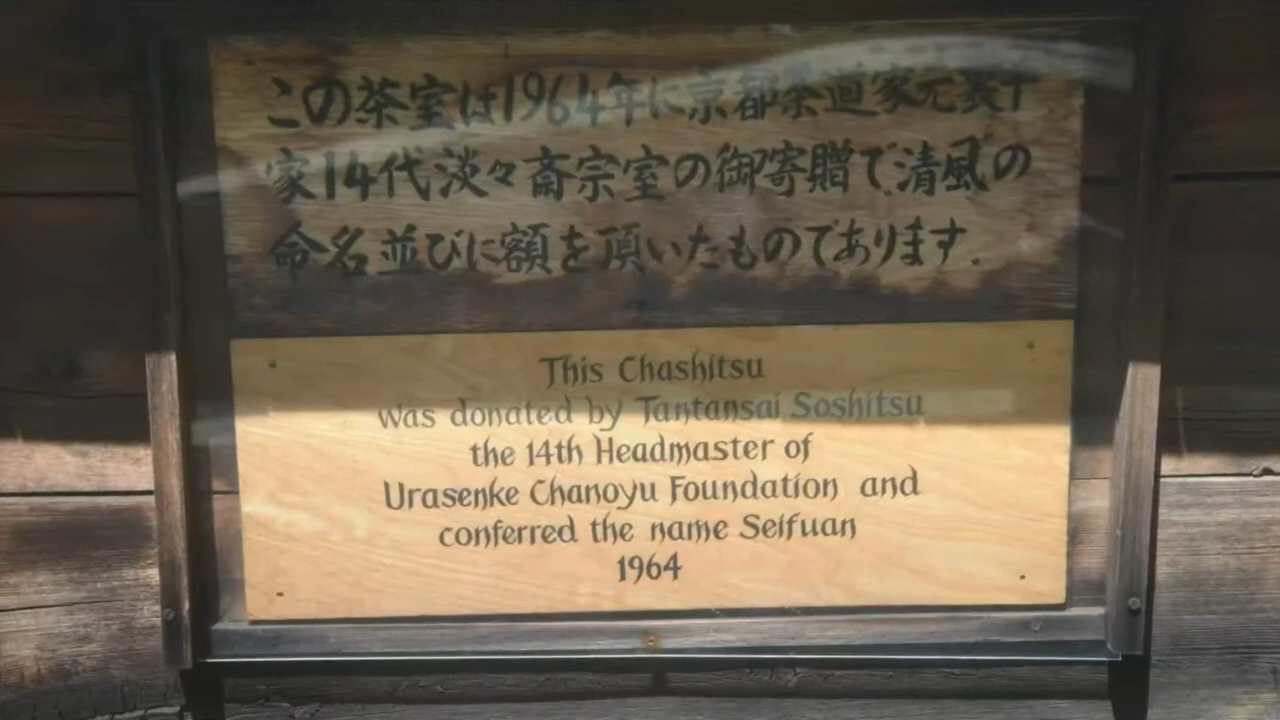 この茶室は1964年に京都茶道家元裏千
家14代淡々斎宗室の御寄贈で清風の
命名並びに額を頂いたものであります.
This Chashitsu
was donated by Tantansai Soshitsu
the 14th Headmaster of
Urasenke Chanoyu Foundation and
conferred the name Seifuan
1964